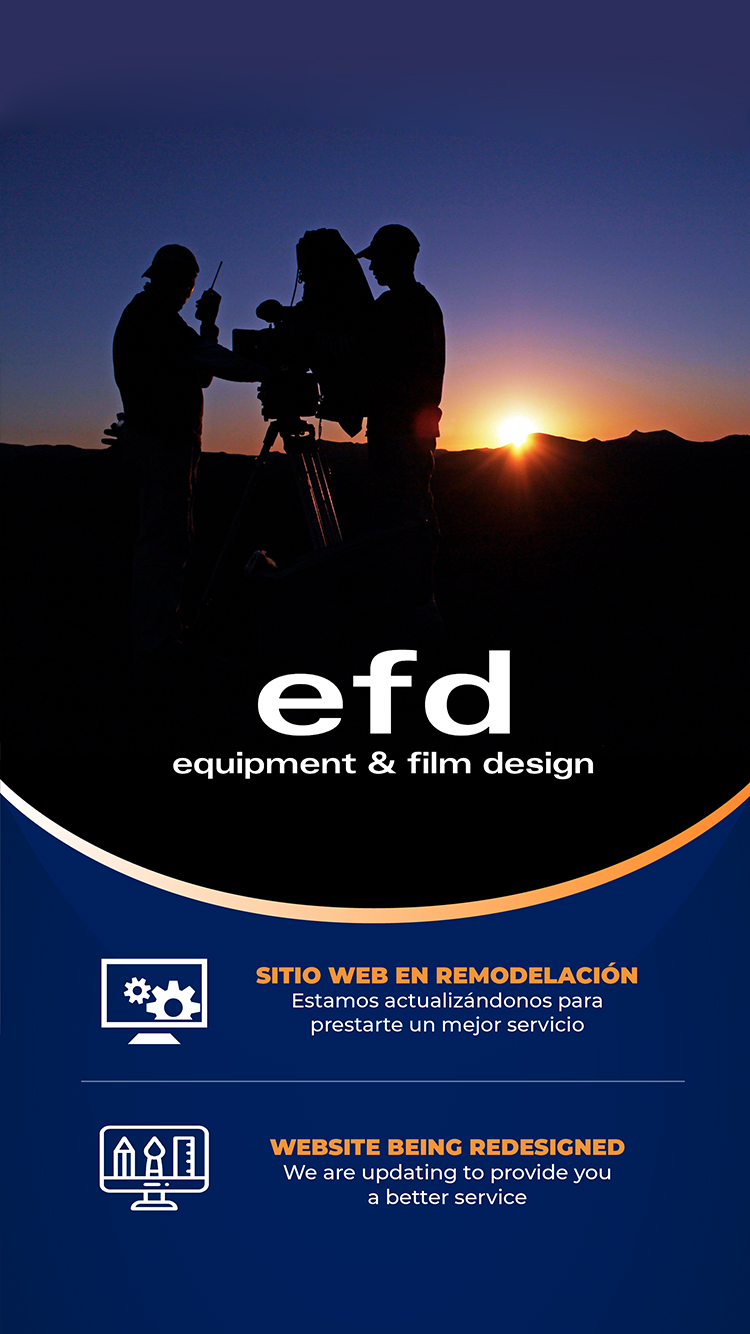 efd
equipment & film design
SITIO WEB EN REMODELACIÓN
Estamos actualizándonos para
prestarte un mejor servicio
WEBSITE BEING REDESIGNED
We are updating to provide you
a better service